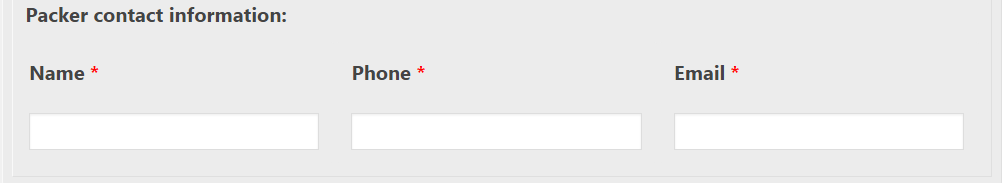 Packer contact information:
Name * Phone * Email *